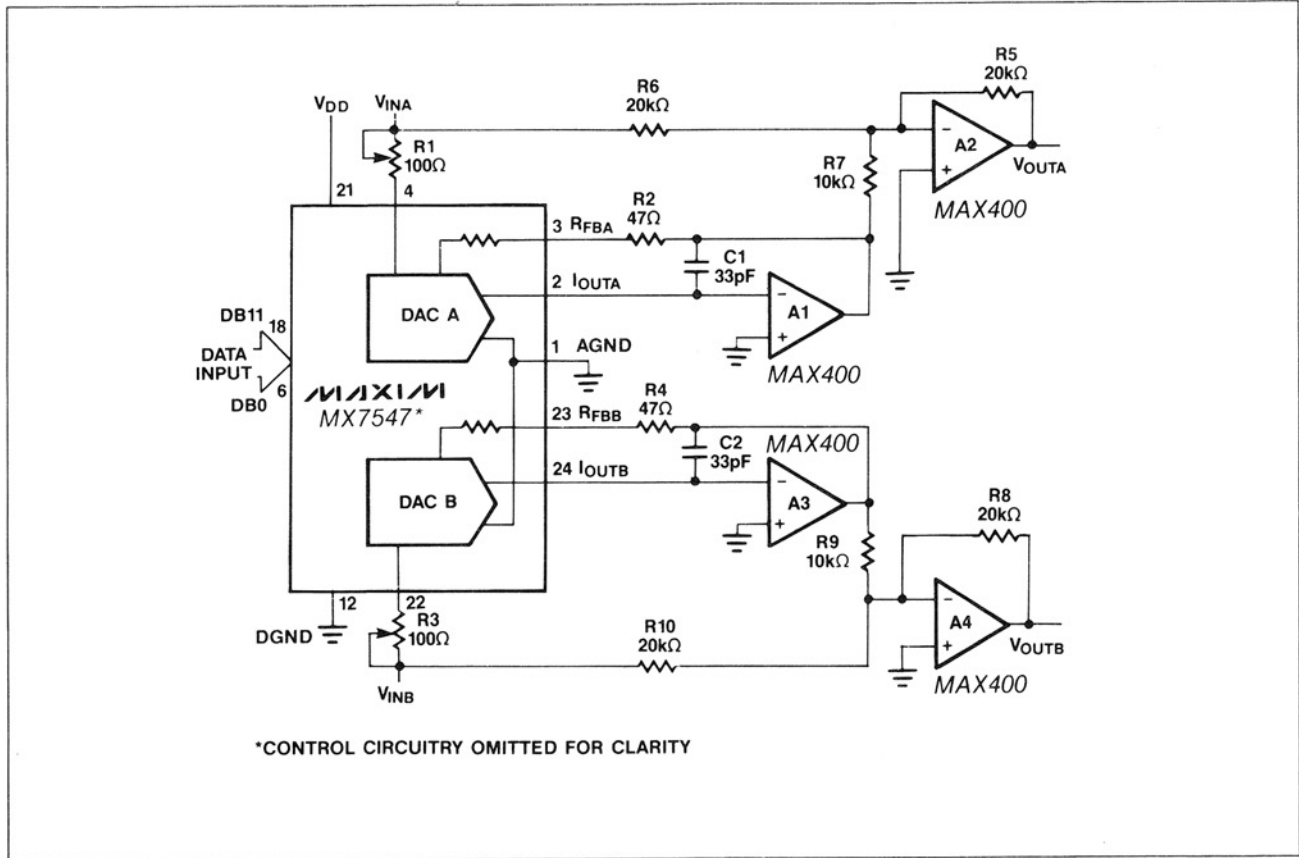 R5
20kΩ
R6
20kΩ
VDD
VINA
R1
100Ω
21
4
R7
10kΩ
A2
−
+
VOUTA
MAX400
R2
47Ω
3 RFBA
C1
33pF
2 IOUTA
−
A1
+
MAX400
DAC A
DB11
18
DATA
INPUT
6
DB0
1 AGND
MAXIM
MX7547*
R4
47Ω
23 RFBB
C2
33pF
MAX400
24 IOUTB
−
A3
+
DAC B
R8
20kΩ
R9
10kΩ
−
A4
+
VOUTB
MAX400
12
22
DGND
R3
100Ω
R10
20kΩ
VINB
*CONTROL CIRCUITRY OMITTED FOR CLARITY